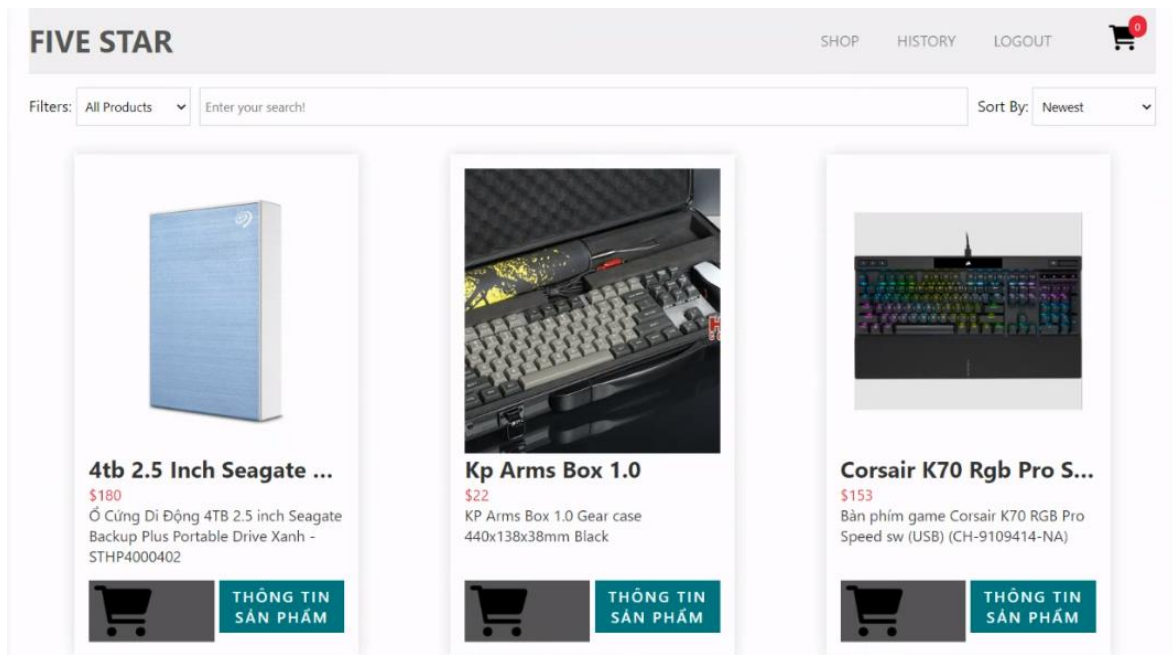 FIVE STAR
SHOP
HISTORY
LOGOUT
0
Filters:
All Products
Enter your search!
Sort By:
Newest
4tb 2.5 Inch Seagate ...
$180
Ổ Cứng Di Động 4TB 2.5 inch Seagate
Backup Plus Portable Drive Xanh -
STHP4000402
THÔNG TIN
SẢN PHẨM
Kp Arms Box 1.0
$22
KP Arms Box 1.0 Gear case
440x138x38mm Black
THÔNG TIN
SẢN PHẨM
Corsair K70 Rgb Pro S...
$153
Bàn phím game Corsair K70 RGB Pro
Speed sw (USB) (CH-9109414-NA)
THÔNG TIN
SẢN PHẨM